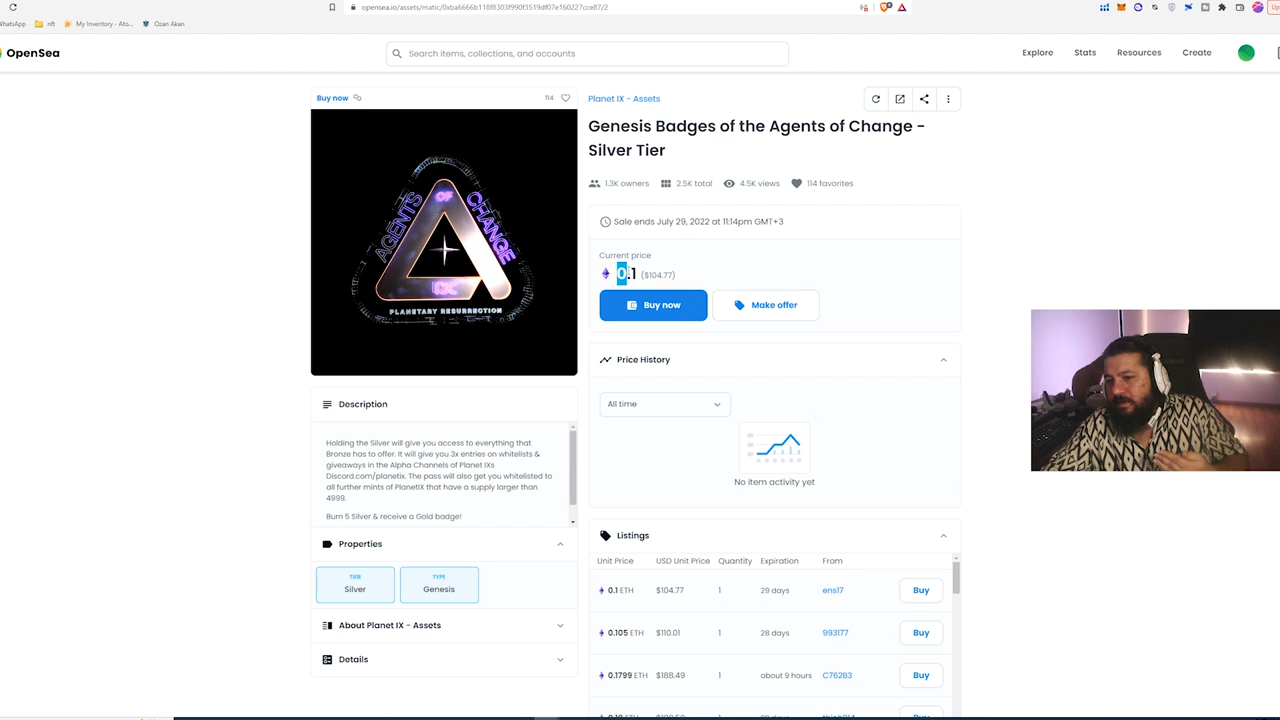 opensea.io/assets/matic/0xba6666b118f8303f990f3519df07e160227cce87/2
WhatsApp
nft
My Inventory - Ato...
Ozan Akan
OpenSea
Search items, collections, and accounts
Explore
Stats
Resources
Create
Buy now
114
Planet IX - Assets
Genesis Badges of the Agents of Change -
Silver Tier
1.3K owners
2.5K total
4.5K views
114 favorites
AGENTS OF CHANGE
PLANETARY RESURRECTION
Sale ends July 29, 2022 at 11:14pm GMT+3
Current price
0.1 ($104.77)
Buy now
Make offer
Price History
All time
No item activity yet
Description
Holding the Silver will give you access to everything that
Bronze has to offer. It will give you 3x entries on whitelists &
giveaways in the Alpha Channels of Planet IXs
Discord.com/planetix. The pass will also get you whitelisted to
all further mints of PlanetIX that have a supply larger than
4999.
Burn 5 Silver & receive a Gold badge!
Properties
TIER
Silver
TYPE
Genesis
About Planet IX - Assets
Details
Listings
Unit Price USD Unit Price Quantity Expiration From
0.1 ETH $104.77 1 29 days ens17 Buy
0.105 ETH $110.01 1 28 days 993177 Buy
0.1799 ETH $188.49 1 about 9 hours C762B3 Buy